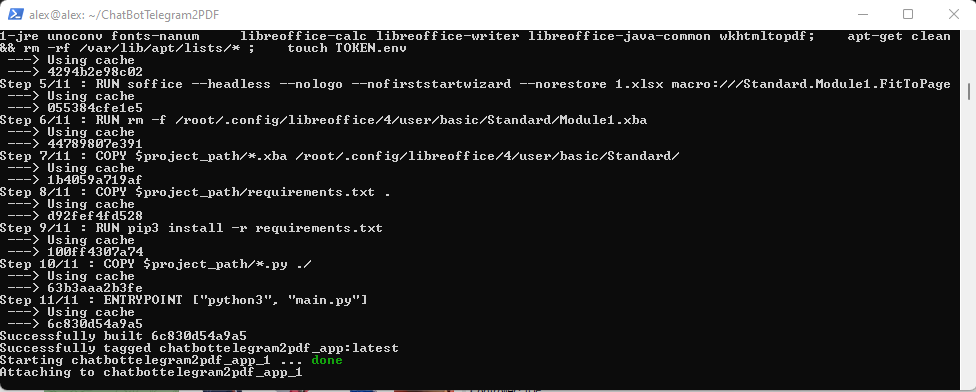 alex@alex: ~/ChatBotTelegram2PDF
1-jre unoconv fonts-nanum     libreoffice-calc libreoffice-writer libreoffice-java-common wkhtmltopdf;    apt-get clean
&& rm -rf /var/lib/apt/lists/* ;    touch TOKEN.env
 ---> Using cache
 ---> 4294b2e98c02
Step 5/11 : RUN soffice --headless --nologo --nofirststartwizard --norestore 1.xlsx macro:///Standard.Module1.FitToPage
 ---> Using cache
 ---> 055384cfe1e5
Step 6/11 : RUN rm -f /root/.config/libreoffice/4/user/basic/Standard/Module1.xba
 ---> Using cache
 ---> 44789807e391
Step 7/11 : COPY $project_path/*.xba /root/.config/libreoffice/4/user/basic/Standard/
 ---> Using cache
 ---> 1b4059a719af
Step 8/11 : COPY $project_path/requirements.txt .
 ---> Using cache
 ---> d92fef4fd528
Step 9/11 : RUN pip3 install -r requirements.txt
 ---> Using cache
 ---> 100ff4307a74
Step 10/11 : COPY $project_path/*.py ./
 ---> Using cache
 ---> 63b3aaa2b3fe
Step 11/11 : ENTRYPOINT ["python3", "main.py"]
 ---> Using cache
 ---> 6c830d54a9a5
Successfully built 6c830d54a9a5
Successfully tagged chatbottelegram2pdf_app:latest
Starting chatbottelegram2pdf_app_1 ... done
Attaching to chatbottelegram2pdf_app_1